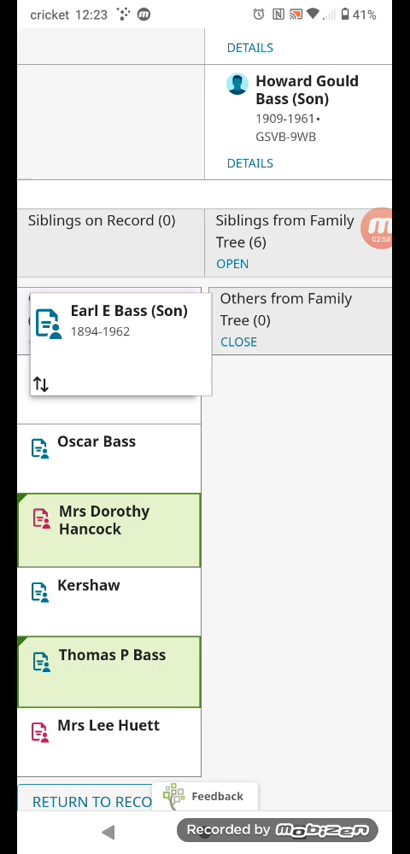 cricket 12:23
41%
DETAILS
Howard Gould
Bass (Son)
1909-1961•
GSVB-9WB
DETAILS
Siblings on Record (0)
Siblings from Family
Tree (6)
OPEN
02:58
Others from Family
Tree (0)
CLOSE
Earl E Bass (Son)
1894-1962
Oscar Bass
Mrs Dorothy
Hancock
Kershaw
Thomas P Bass
Mrs Lee Huett
RETURN TO RECO
Feedback
Recorded by mobizen